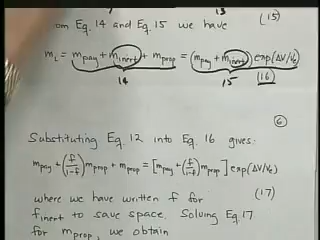 13
om Eq. 14 and Eq. 15 we have (15)
m_L = m_pay + m_inert + m_prop = (m_pay + m_inert) exp(ΔV/V_e)
14 15 (16)
⑥
Substituting Eq. 12 into Eq. 16 gives:
m_pay + (f/1-f) m_prop + m_prop = [m_pay + (f/1-f) m_prop] exp(ΔV/V_e)
(17)
where we have written f for
f_inert to save space. Solving Eq. 17
for m_prop, we obtain